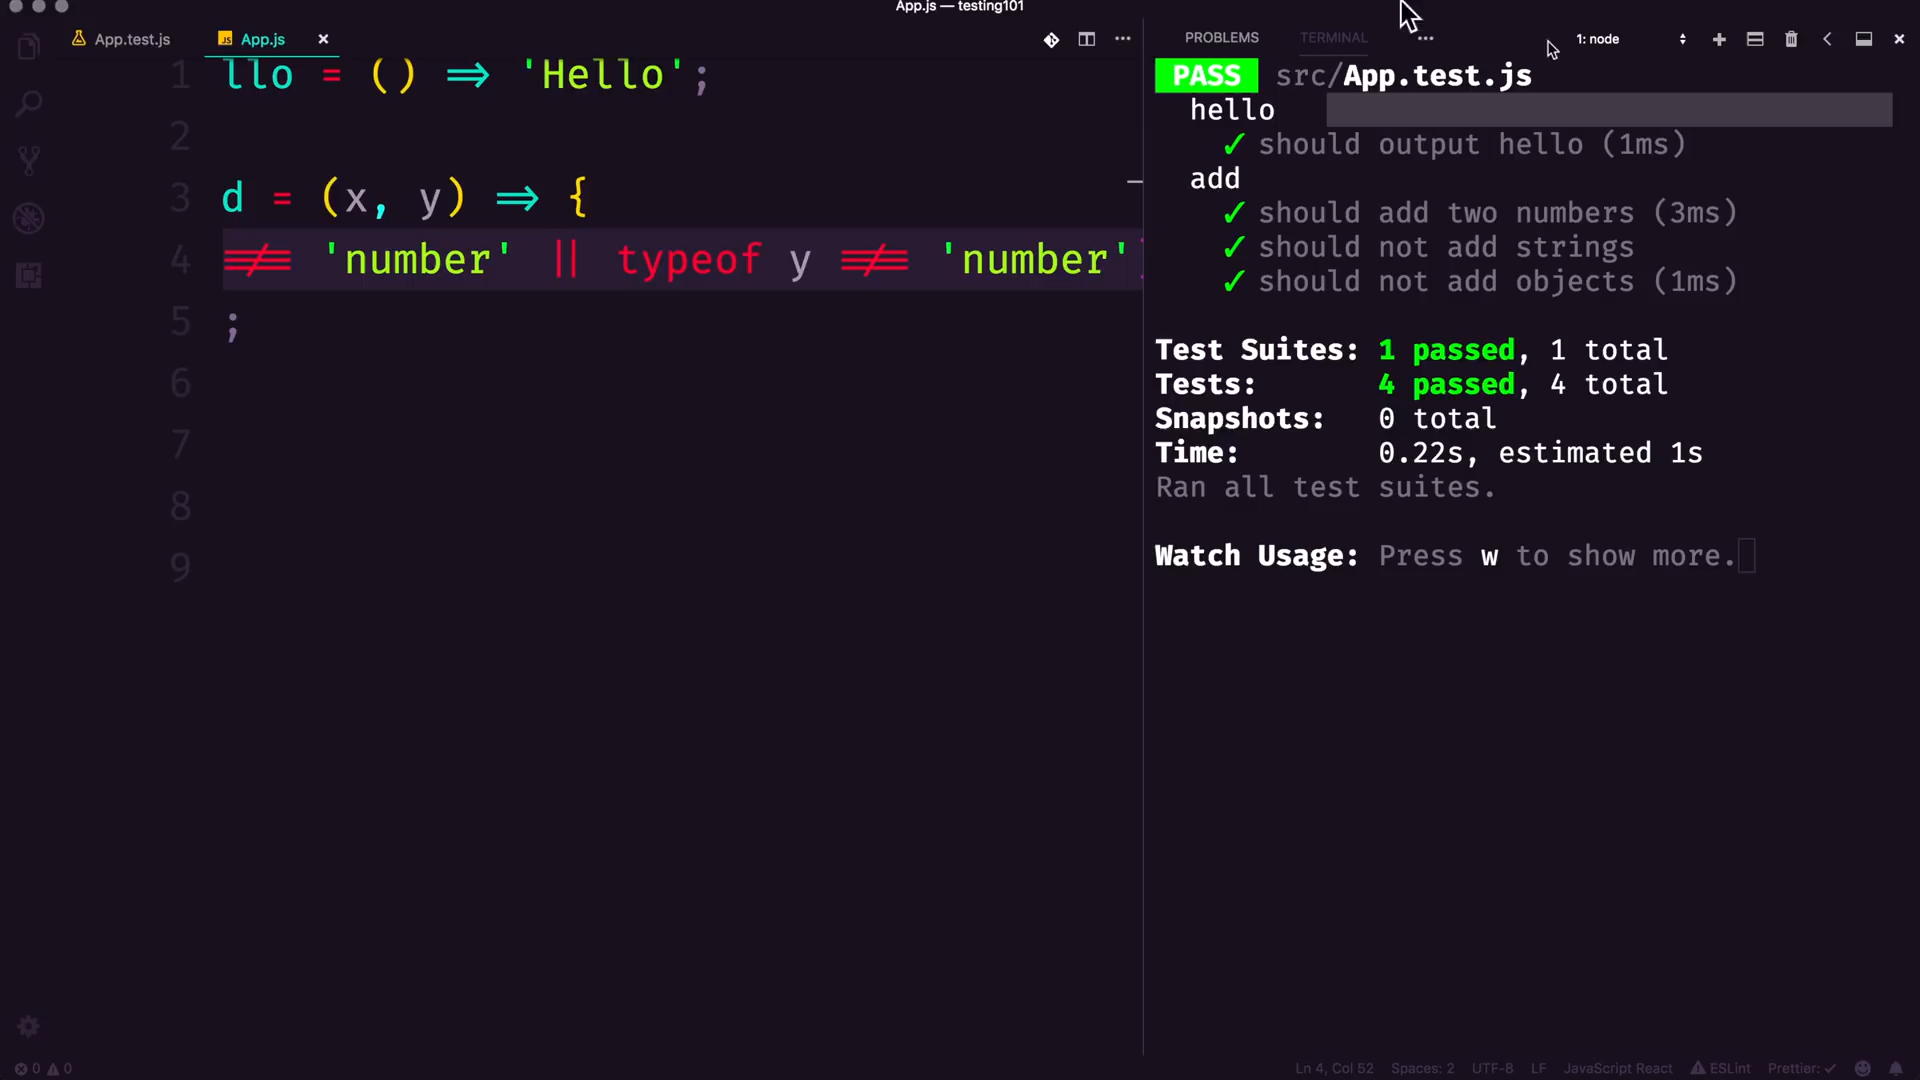 App.js — testing101
App.test.js
App.js
PROBLEMS
TERMINAL
1: node
1 llo = () => 'Hello';
2
3 d = (x, y) => {
4 !== 'number' || typeof y !== 'number'
5 ;
6
7
8
9
PASS src/App.test.js
hello
✓ should output hello (1ms)
add
✓ should add two numbers (3ms)
✓ should not add strings
✓ should not add objects (1ms)
Test Suites: 1 passed, 1 total
Tests: 4 passed, 4 total
Snapshots: 0 total
Time: 0.22s, estimated 1s
Ran all test suites.
Watch Usage: Press w to show more.
0 0
Ln 4, Col 52
Spaces: 2
UTF-8
LF
JavaScript React
ESLint
Prettier: ✓